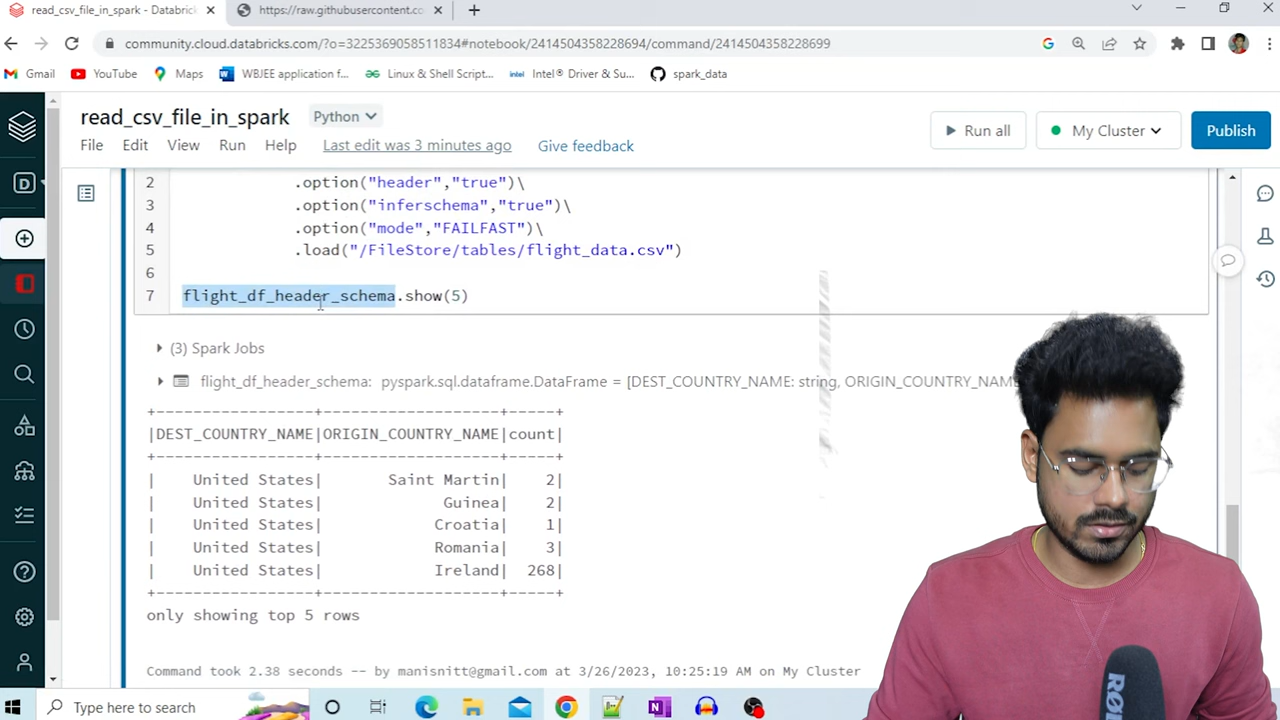 read_csv_file_in_spark - Databric
https://raw.githubusercontent.co
community.cloud.databricks.com/?o=3225369058511834#notebook/2414504358228694/command/2414504358228699
Gmail YouTube Maps WBJEE application f... Linux & Shell Script... Intel® Driver & Su... spark_data
read_csv_file_in_spark Python
Run all My Cluster Publish
File Edit View Run Help Last edit was 3 minutes ago Give feedback
2 .option("header","true")\
3 .option("inferschema","true")\
4 .option("mode","FAILFAST")\
5 .load("/FileStore/tables/flight_data.csv")
6
7 flight_df_header_schema.show(5)
(3) Spark Jobs
flight_df_header_schema: pyspark.sql.dataframe.DataFrame = [DEST_COUNTRY_NAME: string, ORIGIN_COUNTRY_NAME
+-----------------+-------------------+-----+
|DEST_COUNTRY_NAME|ORIGIN_COUNTRY_NAME|count|
+-----------------+-------------------+-----+
|    United States|       Saint Martin|    2|
|    United States|             Guinea|    2|
|    United States|            Croatia|    1|
|    United States|            Romania|    3|
|    United States|            Ireland|  268|
+-----------------+-------------------+-----+
only showing top 5 rows
Command took 2.38 seconds -- by manisnitt@gmail.com at 3/26/2023, 10:25:19 AM on My Cluster
Type here to search
RØDE